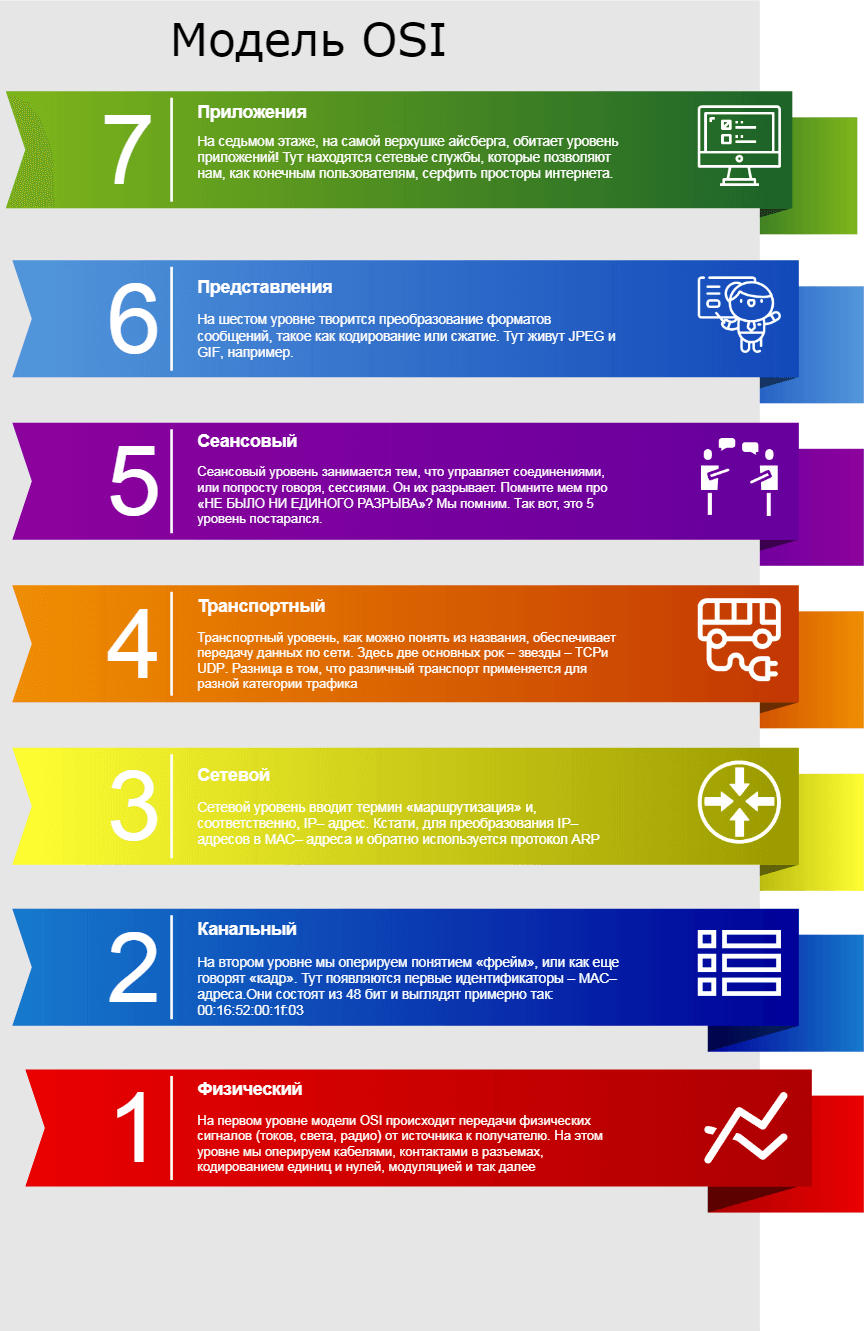 Модель OSI
7
Приложения
На седьмом этаже, на самой верхушке айсберга, обитает уровень
приложений! Тут находятся сетевые службы, которые позволяют
нам, как конечным пользователям, серфить просторы интернета.
6
Представления
На шестом уровне творится преобразование форматов
сообщений, такое как кодирование или сжатие. Тут живут JPEG и
GIF, например.
5
Сеансовый
Сеансовый уровень занимается тем, что управляет соединениями,
или попросту говоря, сессиями. Он их разрывает. Помните мем про
«НЕ БЫЛО НИ ЕДИНОГО РАЗРЫВА»? Мы помним. Так вот, это 5
уровень постарался.
4
Транспортный
Транспортный уровень, как можно понять из названия, обеспечивает
передачу данных по сети. Здесь две основных рок – звезды – TCPи
UDP. Разница в том, что различный транспорт применяется для
разной категории трафика
3
Сетевой
Сетевой уровень вводит термин «маршрутизация» и,
соответственно, IP– адрес. Кстати, для преобразования IP–
адресов в MAC– адреса и обратно используется протокол ARP
2
Канальный
На втором уровне мы оперируем понятием «фрейм», или как еще
говорят «кадр». Тут появляются первые идентификаторы – MAC–
адреса.Они состоят из 48 бит и выглядят примерно так:
00:16:52:00:1f:03
1
Физический
На первом уровне модели OSI происходит передачи физических
сигналов (токов, света, радио) от источника к получателю. На этом
уровне мы оперируем кабелями, контактами в разъемах,
кодированием единиц и нулей, модуляцией и так далее